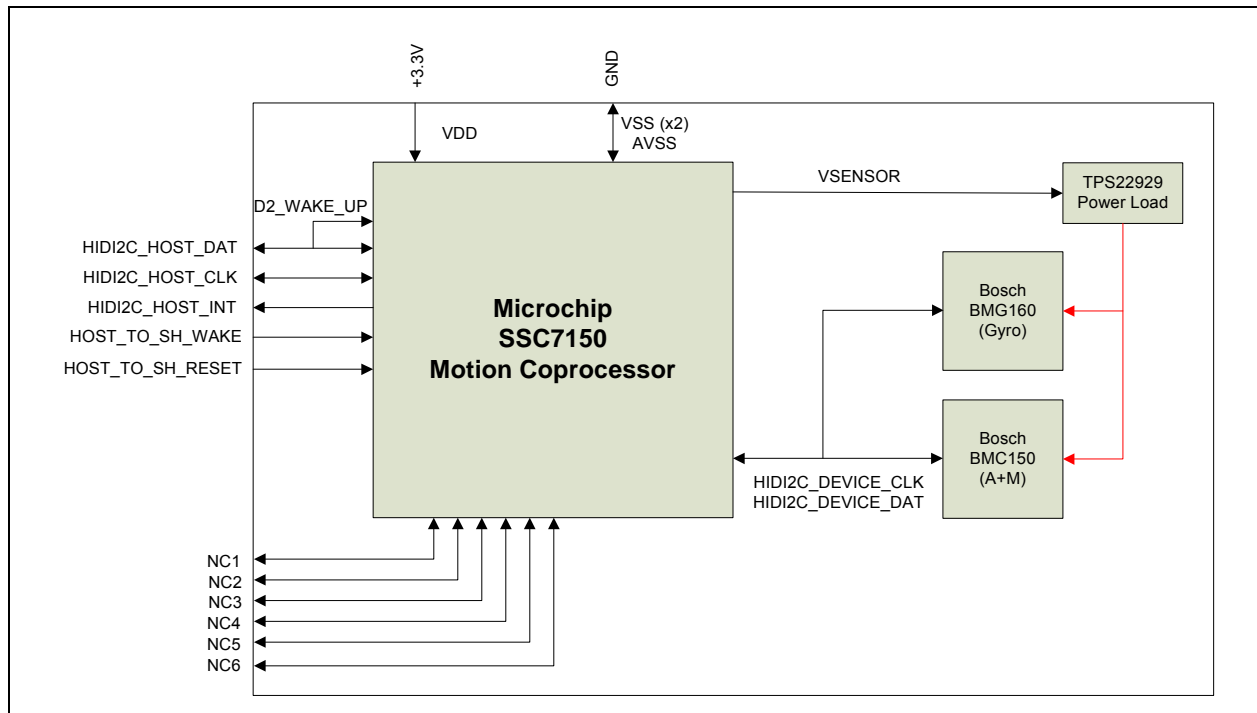 +3.3V
GND
VDD
VSS (x2)
AVSS
VSENSOR
TPS22929
Power Load
D2_WAKE_UP
HIDI2C_HOST_DAT
HIDI2C_HOST_CLK
HIDI2C_HOST_INT
HOST_TO_SH_WAKE
HOST_TO_SH_RESET
Microchip
SSC7150
Motion Coprocessor
Bosch
BMG160
(Gyro)
Bosch
BMC150
(A+M)
HIDI2C_DEVICE_CLK
HIDI2C_DEVICE_DAT
NC1
NC2
NC3
NC4
NC5
NC6